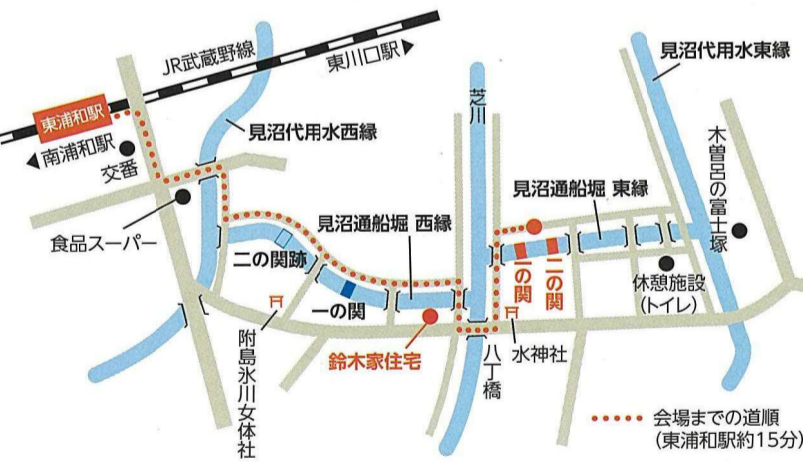 JR武蔵野線
東川口駅▶
東浦和駅
◀南浦和駅
交番
食品スーパー
見沼代用水西縁
見沼代用水東縁
芝川
木曽呂の富士塚
見沼通船堀 西縁
見沼通船堀 東縁
二の関跡
一の関
一の関
二の関
休憩施設
(トイレ)
附島氷川女体社
鈴木家住宅
八丁橋
水神社
会場までの道順
(東浦和駅約15分)